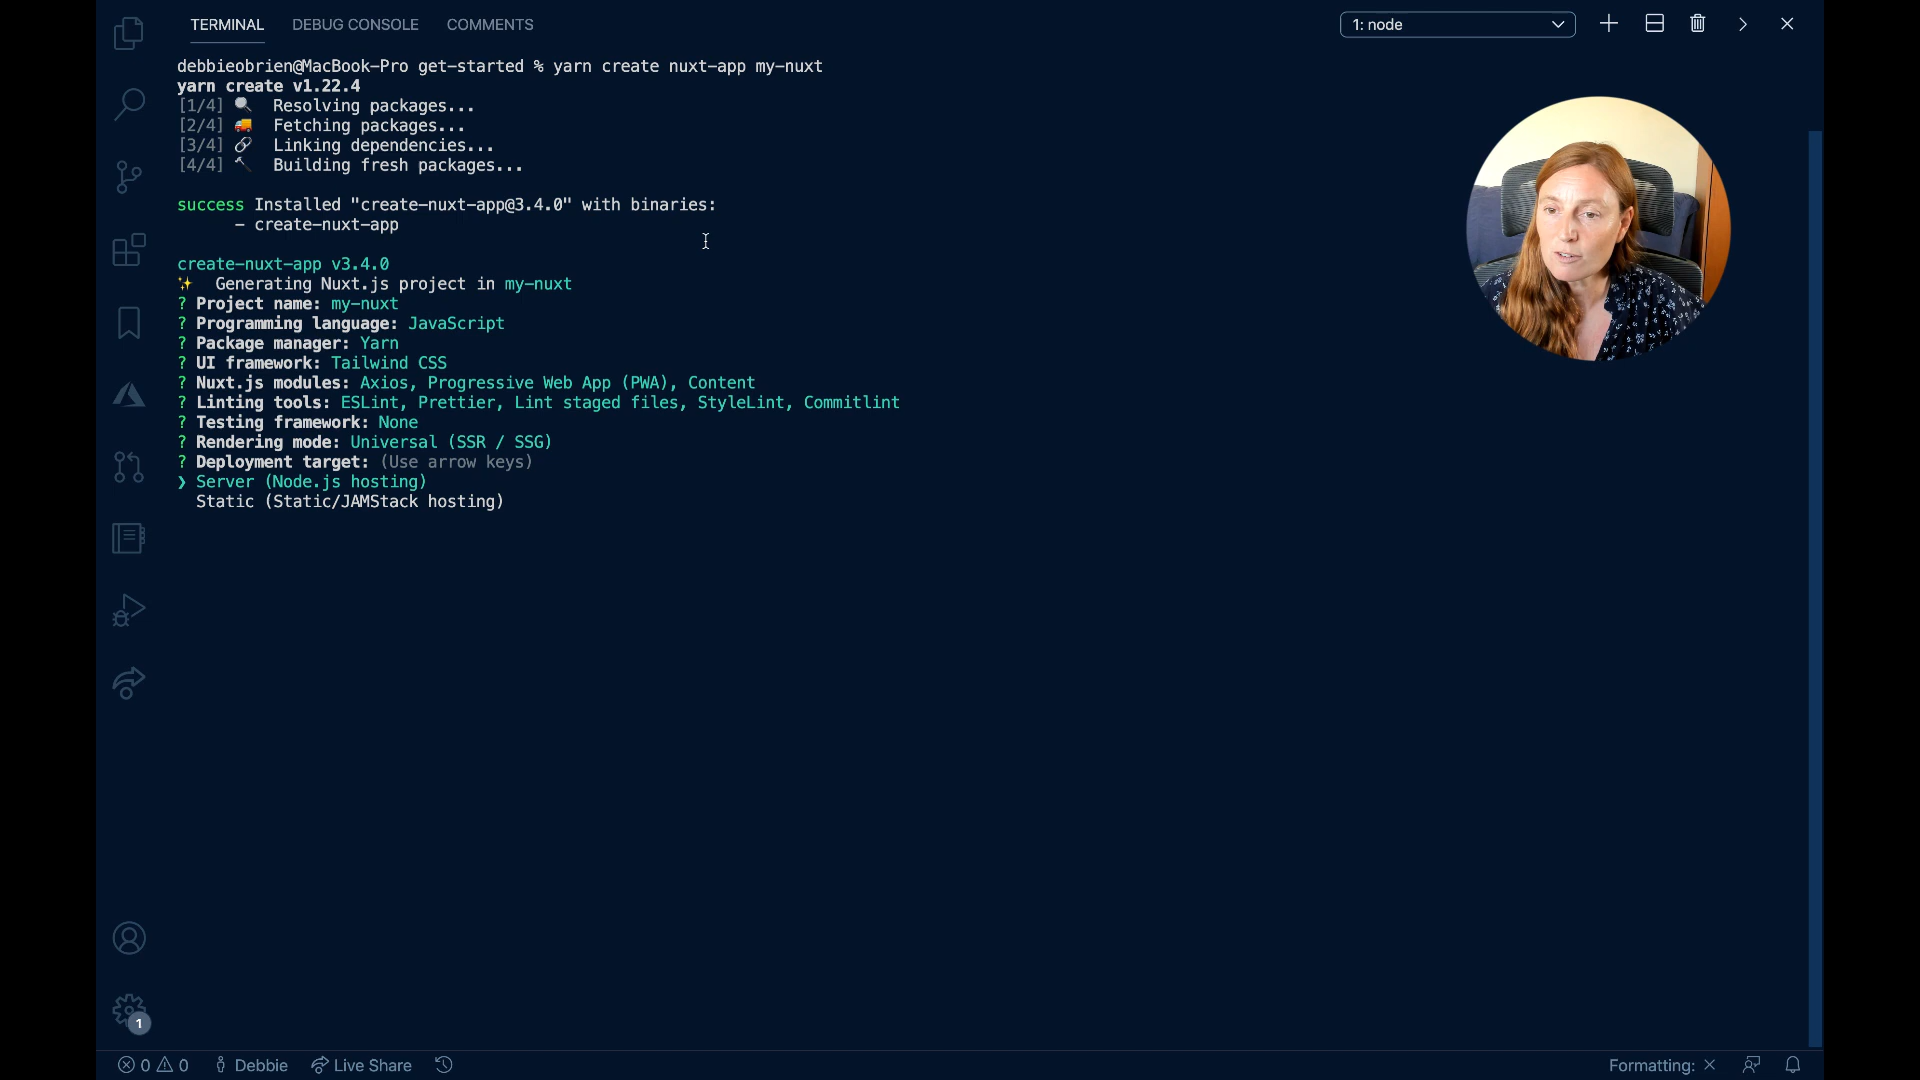 TERMINAL DEBUG CONSOLE COMMENTS 1: node
debbieobrien@MacBook-Pro get-started % yarn create nuxt-app my-nuxt
yarn create v1.22.4
[1/4] 🔍 Resolving packages...
[2/4] 🚚 Fetching packages...
[3/4] 🔗 Linking dependencies...
[4/4] 🔨 Building fresh packages...
success Installed "create-nuxt-app@3.4.0" with binaries:
- create-nuxt-app
create-nuxt-app v3.4.0
✨ Generating Nuxt.js project in my-nuxt
? Project name: my-nuxt
? Programming language: JavaScript
? Package manager: Yarn
? UI framework: Tailwind CSS
? Nuxt.js modules: Axios, Progressive Web App (PWA), Content
? Linting tools: ESLint, Prettier, Lint staged files, StyleLint, Commitlint
? Testing framework: None
? Rendering mode: Universal (SSR / SSG)
? Deployment target: (Use arrow keys)
❯ Server (Node.js hosting)
Static (Static/JAMStack hosting)
1
0 0 Debbie Live Share Formatting: ×